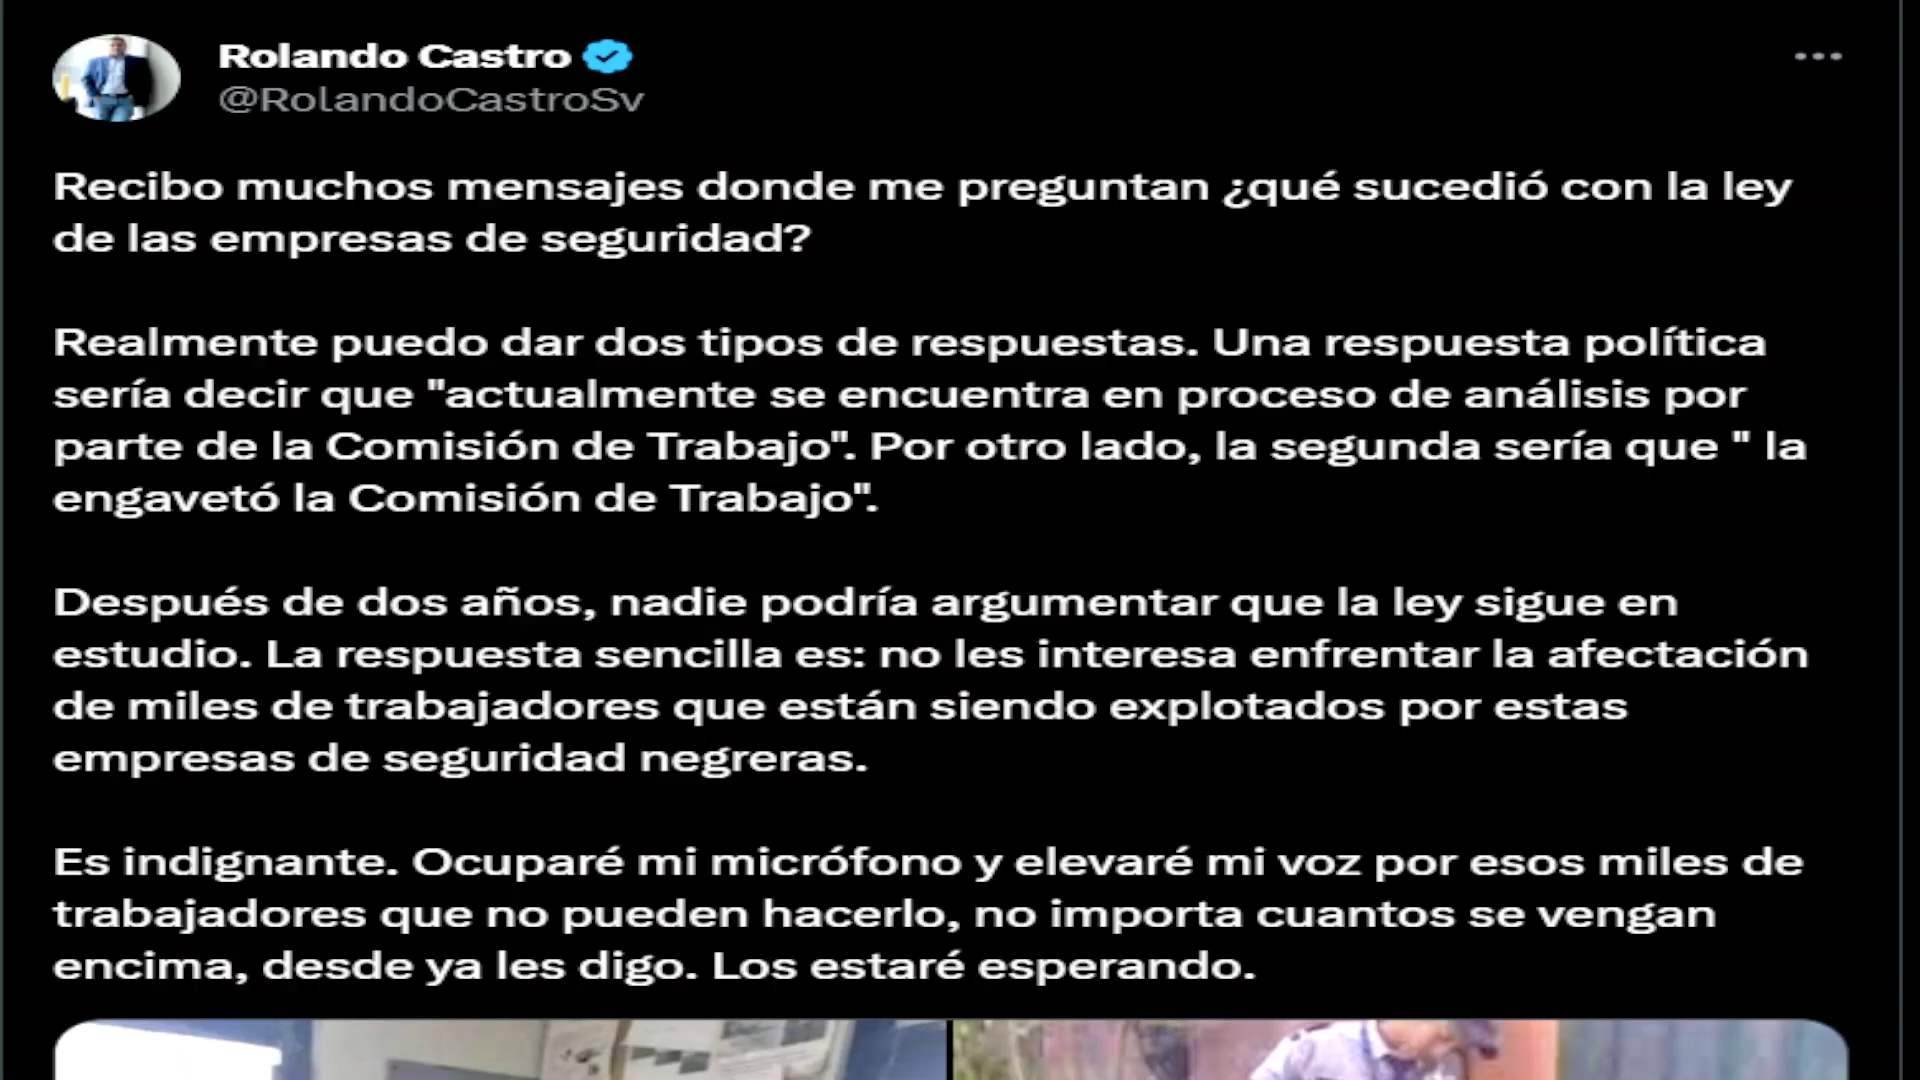 Rolando Castro
@RolandoCastroSv
Recibo muchos mensajes donde me preguntan ¿qué sucedió con la ley
de las empresas de seguridad?
Realmente puedo dar dos tipos de respuestas. Una respuesta política
sería decir que "actualmente se encuentra en proceso de análisis por
parte de la Comisión de Trabajo". Por otro lado, la segunda sería que " la
engavetó la Comisión de Trabajo".
Después de dos años, nadie podría argumentar que la ley sigue en
estudio. La respuesta sencilla es: no les interesa enfrentar la afectación
de miles de trabajadores que están siendo explotados por estas
empresas de seguridad negreras.
Es indignante. Ocuparé mi micrófono y elevaré mi voz por esos miles de
trabajadores que no pueden hacerlo, no importa cuantos se vengan
encima, desde ya les digo. Los estaré esperando.